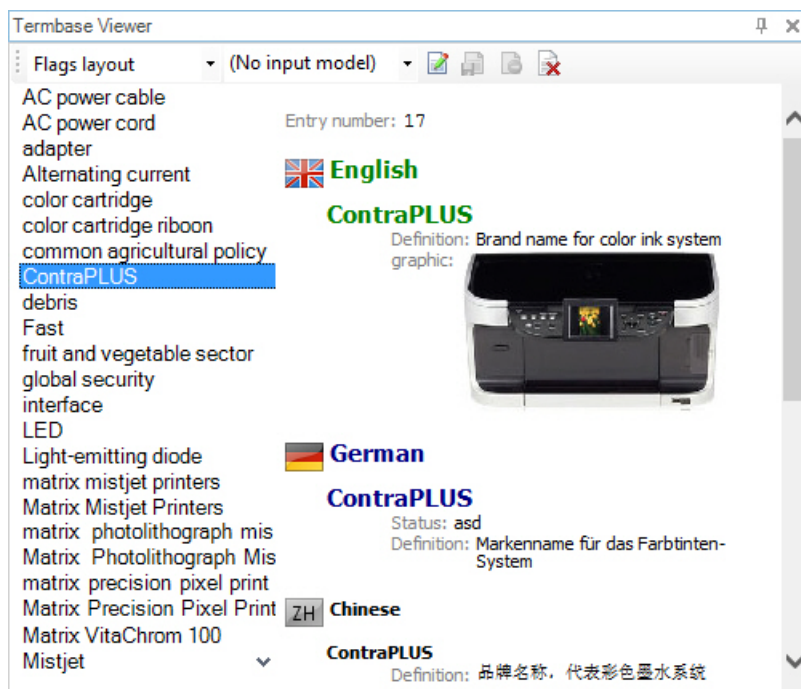 Termbase Viewer
Flags layout
(No input model)
AC power cable
AC power cord
adapter
Alternating current
color cartridge
color cartridge riboon
common agricultural policy
ContraPLUS
debris
Fast
fruit and vegetable sector
global security
interface
LED
Light-emitting diode
matrix mistjet printers
Matrix Mistjet Printers
matrix photolithograph mis
Matrix Photolithograph Mis
matrix precision pixel print
Matrix Precision Pixel Print
Matrix VitaChrom 100
Mistjet
Entry number: 17
English
ContraPLUS
Definition: Brand name for color ink system
graphic:
German
ContraPLUS
Status: asd
Definition: Markenname für das Farbtinten-
System
ZH Chinese
ContraPLUS
Definition: 品牌名称，代表彩色墨水系统